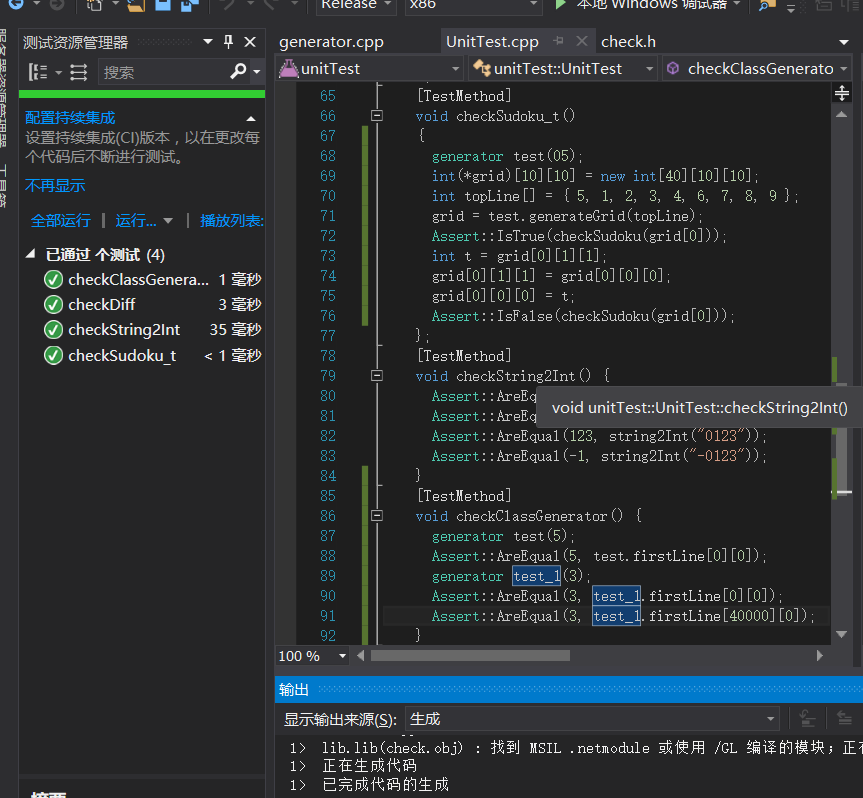 Release
x86
本地 Windows 调试器
测试资源管理器
搜索
配置持续集成
设置持续集成(CI)版本，以在更改每
个代码后不断进行测试。
不再显示
全部运行 | 运行... | 播放列表:
已通过 个测试 (4)
checkClassGenera... 1 毫秒
checkDiff 3 毫秒
checkString2Int 35 毫秒
checkSudoku_t < 1 毫秒
generator.cpp UnitTest.cpp check.h
unitTest unitTest::UnitTest checkClassGenerato
65 [TestMethod]
66 void checkSudoku_t()
67 {
68 generator test(05);
69 int(*grid)[10][10] = new int[40][10][10];
70 int topLine[] = { 5, 1, 2, 3, 4, 6, 7, 8, 9 };
71 grid = test.generateGrid(topLine);
72 Assert::IsTrue(checkSudoku(grid[0]));
73 int t = grid[0][1][1];
74 grid[0][1][1] = grid[0][0][0];
75 grid[0][0][0] = t;
76 Assert::IsFalse(checkSudoku(grid[0]));
77 };
78 [TestMethod]
79 void checkString2Int() {
80 Assert::AreEq
81 Assert::AreEq
void unitTest::UnitTest::checkString2Int()
82 Assert::AreEqual(123, string2Int("0123"));
83 Assert::AreEqual(-1, string2Int("-0123"));
84 }
85 [TestMethod]
86 void checkClassGenerator() {
87 generator test(5);
88 Assert::AreEqual(5, test.firstLine[0][0]);
89 generator test_1(3);
90 Assert::AreEqual(3, test_1.firstLine[0][0]);
91 Assert::AreEqual(3, test_1.firstLine[40000][0]);
92 }
100 %
输出
显示输出来源(S): 生成
1> lib.lib(check.obj) : 找到 MSIL .netmodule 或使用 /GL 编译的模块；正
1> 正在生成代码
1> 已完成代码的生成